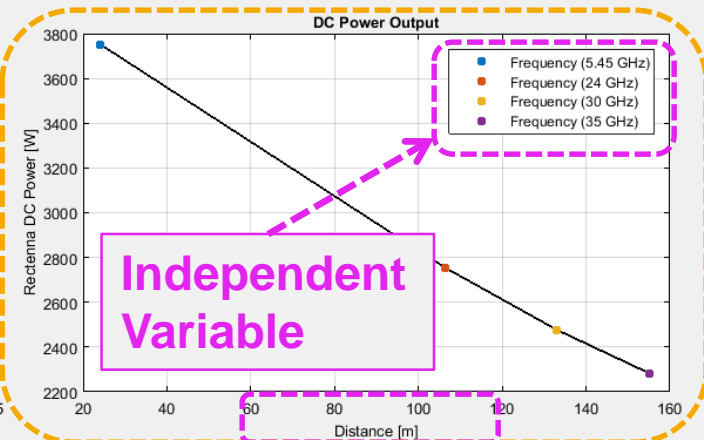 DC Power Output
3800
3600
3400
3200
3000
2800
2600
2400
2200
Rectenna DC Power [W]
Frequency (5.45 GHz)
Frequency (24 GHz)
Frequency (30 GHz)
Frequency (35 GHz)
Independent
Variable
20 40 60 80 100 120 140 160
Distance [m]